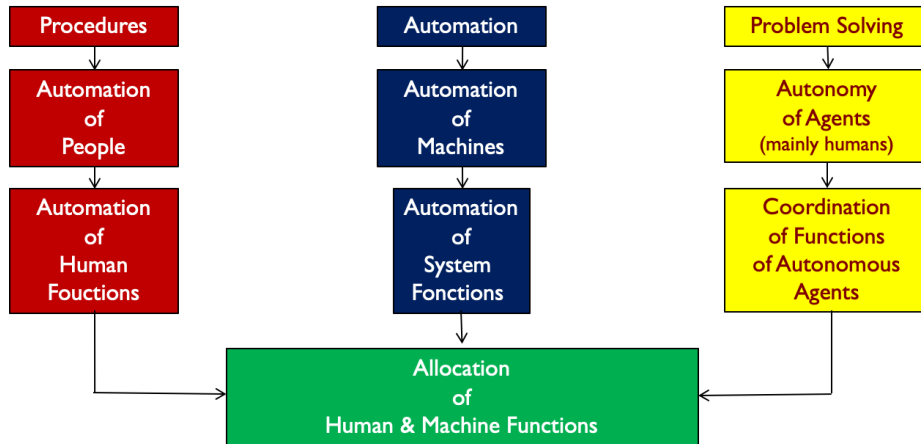 Procedures
Automation
of
People
Automation
of
Human
Fouctions
Automation
Automation
of
Machines
Automation
of
System
Fonctions
Problem Solving
Autonomy
of Agents
(mainly humans)
Coordination
of Functions
of Autonomous
Agents
Allocation
of
Human & Machine Functions